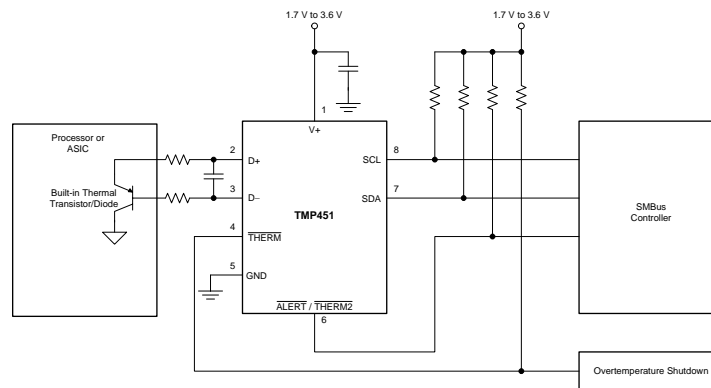 1.7 V to 3.6 V
1.7 V to 3.6 V
1
V+
Processor or
ASIC
Built-in Thermal
Transistor/Diode
2
D+
3
D−
4
THERM
5
GND
TMP451
8
SCL
7
SDA
ALERT / THERM2
6
SMBus
Controller
Overtemperature Shutdown